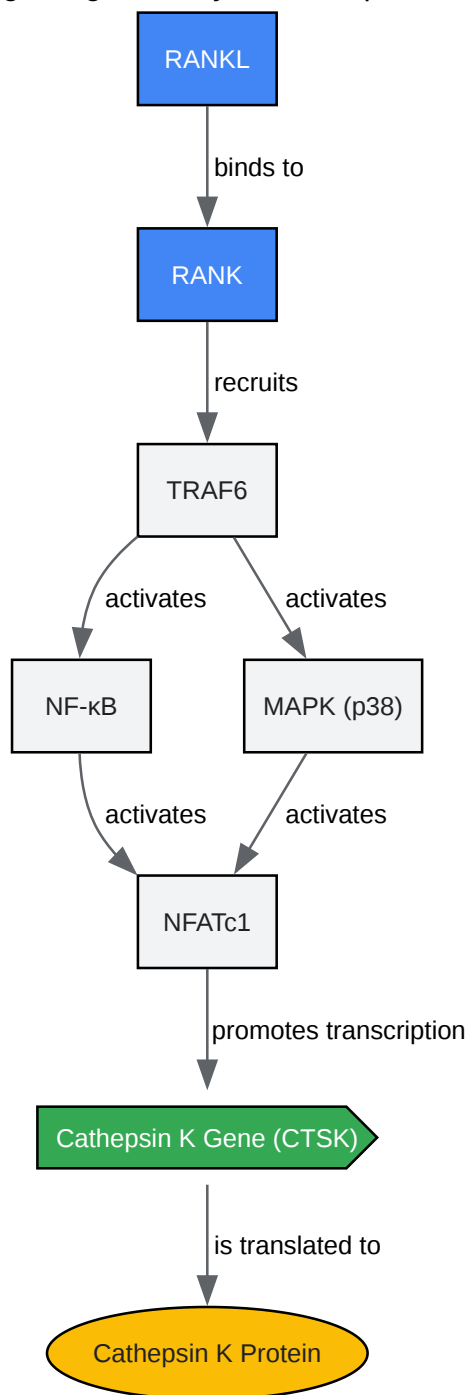 RANKL
binds to
RANK
recruits
TRAF6
activates
activates
NF-κB
MAPK (p38)
activates
activates
NFATc1
promotes transcription
Cathepsin K Gene (CTSK)
is translated to
Cathepsin K Protein